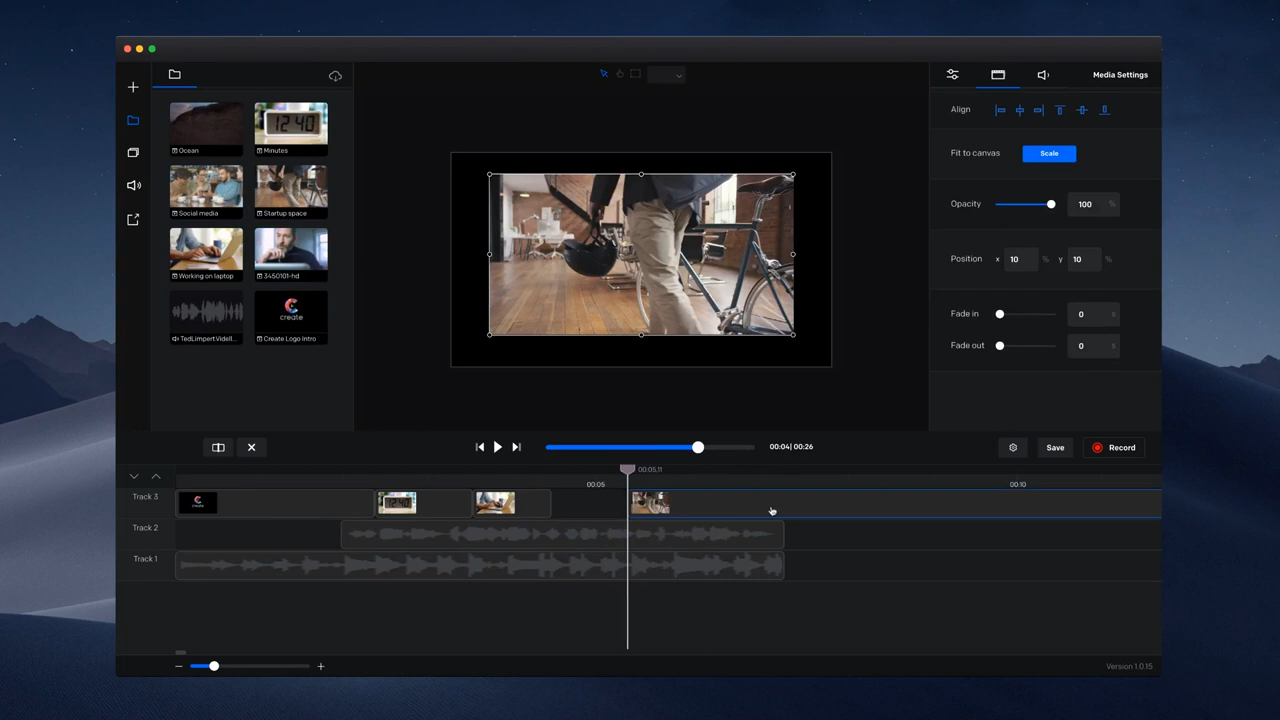 Media Settings
Align
Ocean
Minutes
12:40
Fit to canvas
Scale
Social media
Startup space
Opacity
100
%
Working on laptop
3450101-hd
Position
x
10
%
y
10
%
create
TedLimpert.Videll...
Create Logo Intro
Fade in
0
s
Fade out
0
s
00:04| 00:26
Save
Record
00:05,11
00:05
00:10
Track 3
Track 2
Track 1
Version 1.0.15